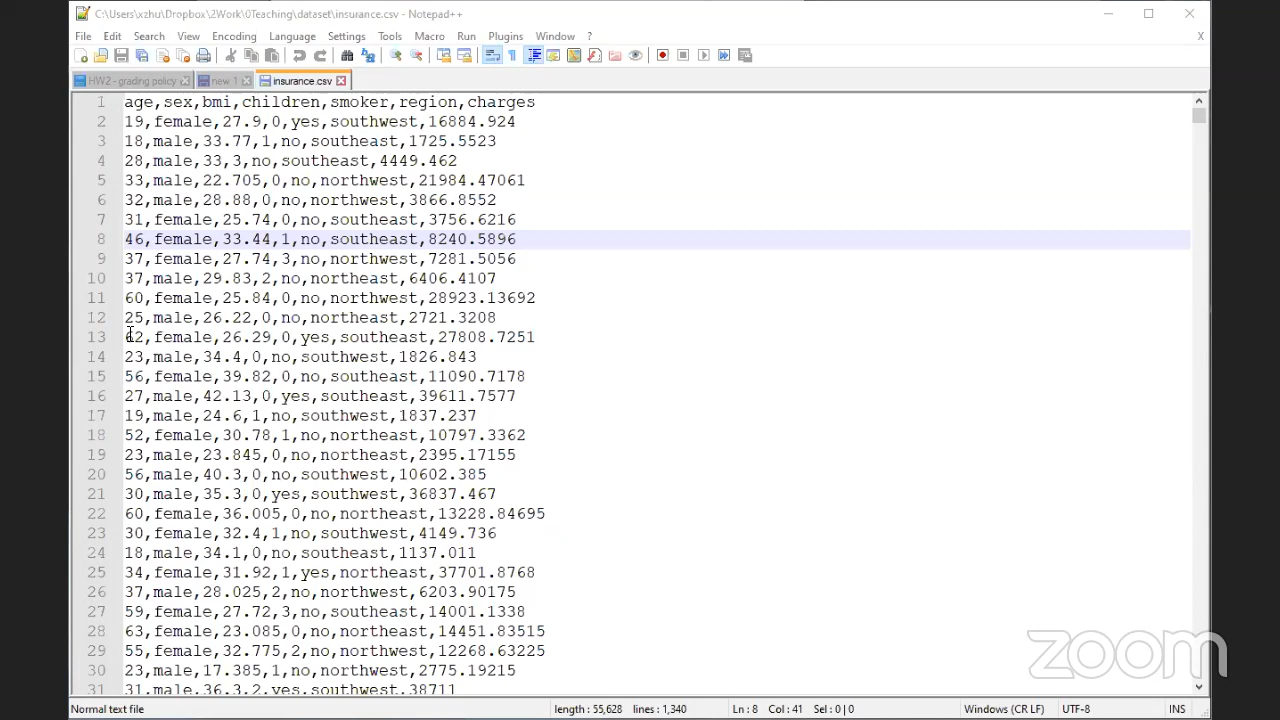 C:\Users\xzhu\Dropbox\2Work\0Teaching\dataset\insurance.csv - Notepad++
File Edit Search View Encoding Language Settings Tools Macro Run Plugins Window ? X
HW2 - grading policy new 1 insurance.csv
1 age,sex,bmi,children,smoker,region,charges
2 19,female,27.9,0,yes,southwest,16884.924
3 18,male,33.77,1,no,southeast,1725.5523
4 28,male,33,3,no,southeast,4449.462
5 33,male,22.705,0,no,northwest,21984.47061
6 32,male,28.88,0,no,northwest,3866.8552
7 31,female,25.74,0,no,southeast,3756.6216
8 46,female,33.44,1,no,southeast,8240.5896
9 37,female,27.74,3,no,northwest,7281.5056
10 37,male,29.83,2,no,northeast,6406.4107
11 60,female,25.84,0,no,northwest,28923.13692
12 25,male,26.22,0,no,northeast,2721.3208
13 62,female,26.29,0,yes,southeast,27808.7251
14 23,male,34.4,0,no,southwest,1826.843
15 56,female,39.82,0,no,southeast,11090.7178
16 27,male,42.13,0,yes,southeast,39611.7577
17 19,male,24.6,1,no,southwest,1837.237
18 52,female,30.78,1,no,northeast,10797.3362
19 23,male,23.845,0,no,northeast,2395.17155
20 56,male,40.3,0,no,southwest,10602.385
21 30,male,35.3,0,yes,southwest,36837.467
22 60,female,36.005,0,no,northeast,13228.84695
23 30,female,32.4,1,no,southwest,4149.736
24 18,male,34.1,0,no,southeast,1137.011
25 34,female,31.92,1,yes,northeast,37701.8768
26 37,male,28.025,2,no,northwest,6203.90175
27 59,female,27.72,3,no,southeast,14001.1338
28 63,female,23.085,0,no,northeast,14451.83515
29 55,female,32.775,2,no,northwest,12268.63225
30 23,male,17.385,1,no,northwest,2775.19215
31 31,male,36.3,2,yes,southwest,38711
zoom
Normal text file length : 55,628 lines : 1,340 Ln : 8 Col : 41 Sel : 0 | 0 Windows (CR LF) UTF-8 INS